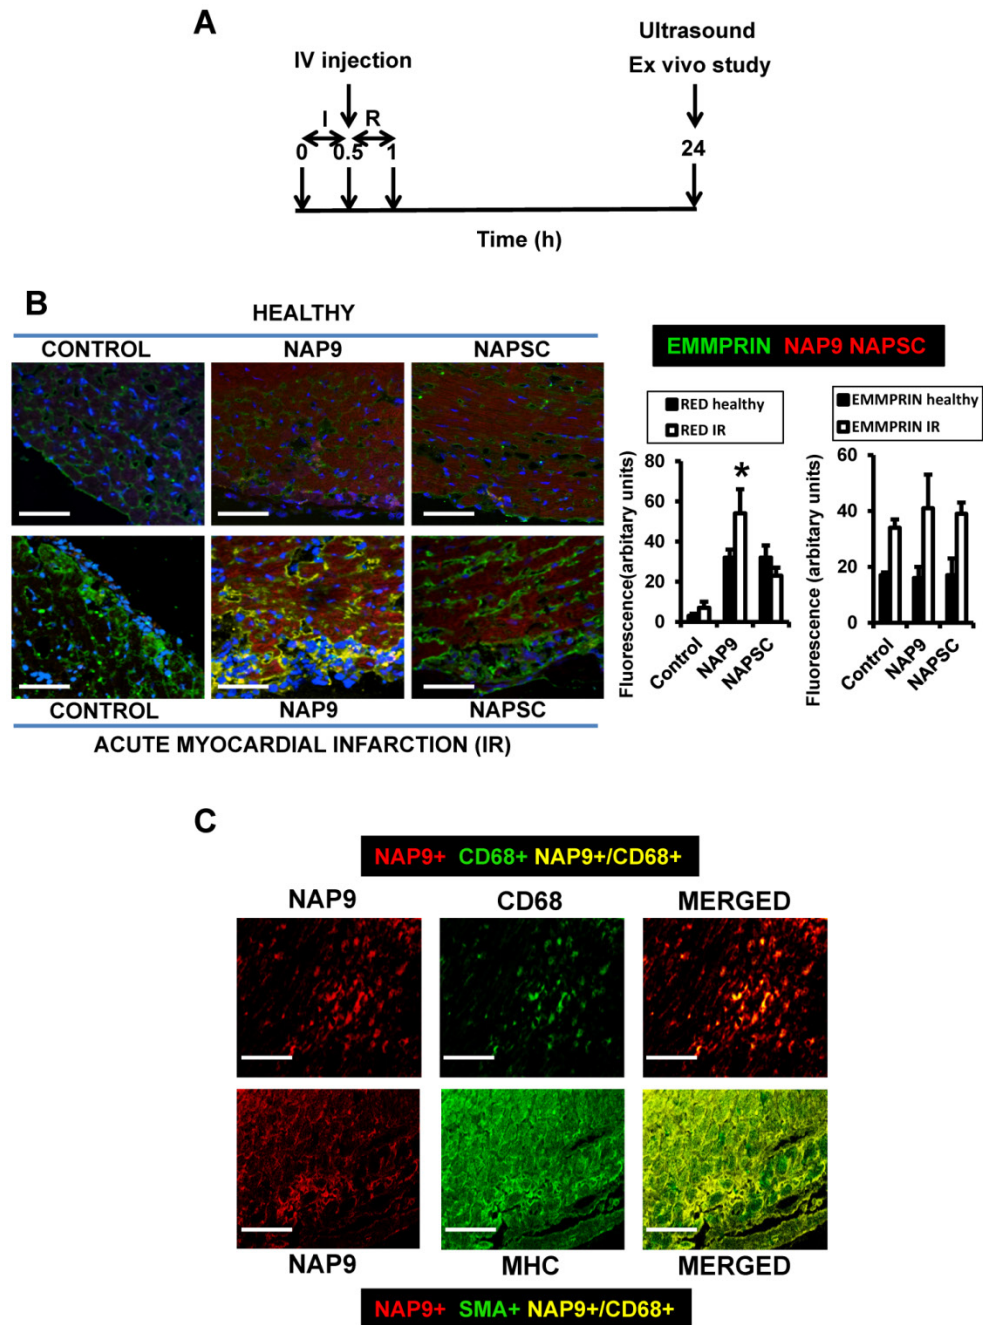 A
Ultrasound
IV injection
Ex vivo study
I R
0 0.5 1 24
Time (h)
B
HEALTHY
CONTROL NAP9 NAPSC
CONTROL NAP9 NAPSC
ACUTE MYOCARDIAL INFARCTION (IR)
EMMPRIN NAP9 NAPSC
RED healthy
RED IR
Fluorescence(arbitary units)
80
60
40
20
0
*
Control NAP9 NAPSC
EMMPRIN healthy
EMMPRIN IR
Fluorescence (arbitary units)
60
40
20
0
Control NAP9 NAPSC
C
NAP9+ CD68+ NAP9+/CD68+
NAP9 CD68 MERGED
NAP9 MHC MERGED
NAP9+ SMA+ NAP9+/CD68+